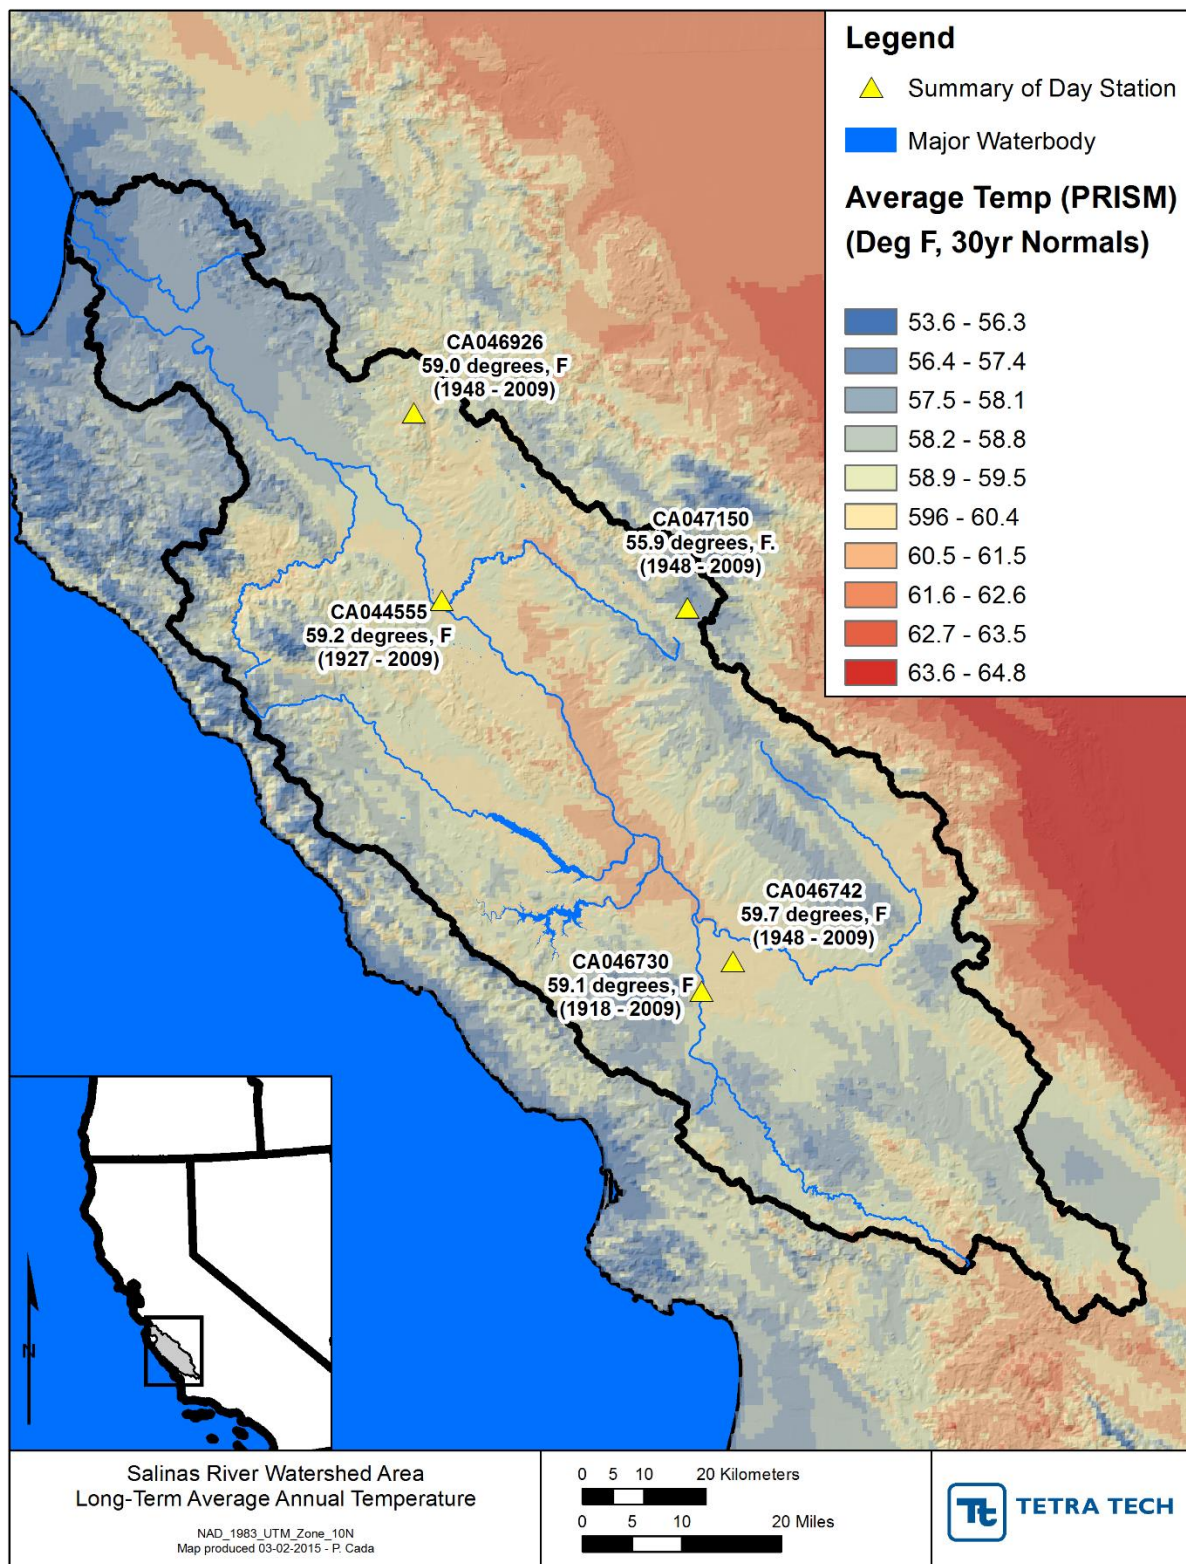 Legend
Summary of Day Station
Major Waterbody
Average Temp (PRISM)
(Deg F, 30yr Normals)
53.6 - 56.3
56.4 - 57.4
57.5 - 58.1
58.2 - 58.8
58.9 - 59.5
596 - 60.4
60.5 - 61.5
61.6 - 62.6
62.7 - 63.5
63.6 - 64.8
CA046926
59.0 degrees, F
(1948 - 2009)
CA047150
55.9 degrees, F.
(1948 - 2009)
CA044555
59.2 degrees, F
(1927 - 2009)
CA046742
59.7 degrees, F
(1948 - 2009)
CA046730
59.1 degrees, F
(1918 - 2009)
N
Salinas River Watershed Area
Long-Term Average Annual Temperature
NAD_1983_UTM_Zone_10N
Map produced 03-02-2015 - P. Cada
0 5 10 20 Kilometers
0 5 10 20 Miles
Tt TETRA TECH